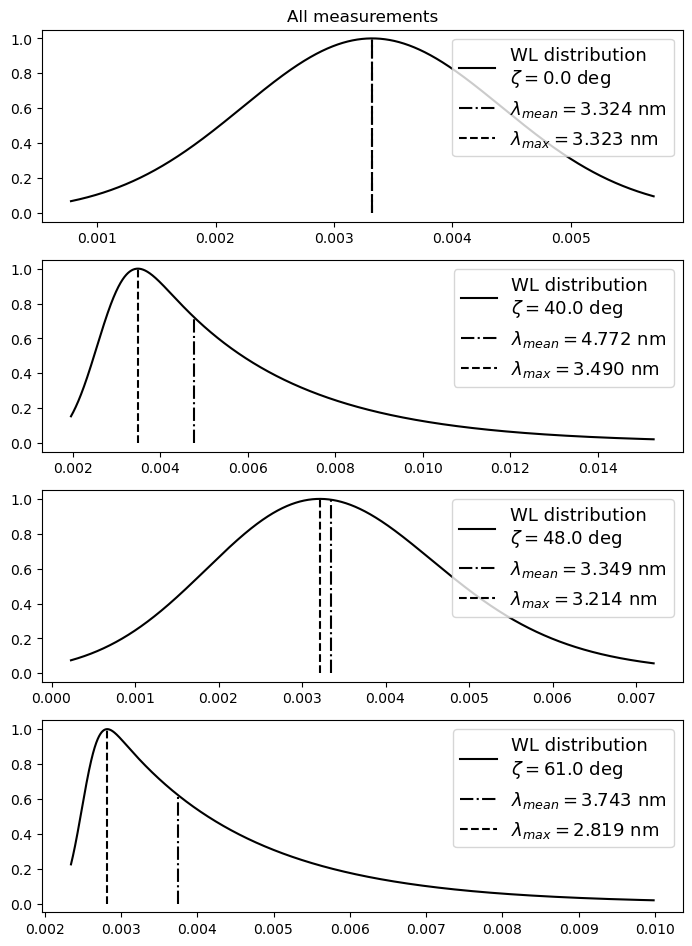 All measurements
1.0
0.8
0.6
0.4
0.2
0.0
WL distribution
ζ = 0.0 deg
λmean = 3.324 nm
λmax = 3.323 nm
0.001 0.002 0.003 0.004 0.005
1.0
0.8
0.6
0.4
0.2
0.0
WL distribution
ζ = 40.0 deg
λmean = 4.772 nm
λmax = 3.490 nm
0.002 0.004 0.006 0.008 0.010 0.012 0.014
1.0
0.8
0.6
0.4
0.2
0.0
WL distribution
ζ = 48.0 deg
λmean = 3.349 nm
λmax = 3.214 nm
0.000 0.001 0.002 0.003 0.004 0.005 0.006 0.007
1.0
0.8
0.6
0.4
0.2
0.0
WL distribution
ζ = 61.0 deg
λmean = 3.743 nm
λmax = 2.819 nm
0.002 0.003 0.004 0.005 0.006 0.007 0.008 0.009 0.010